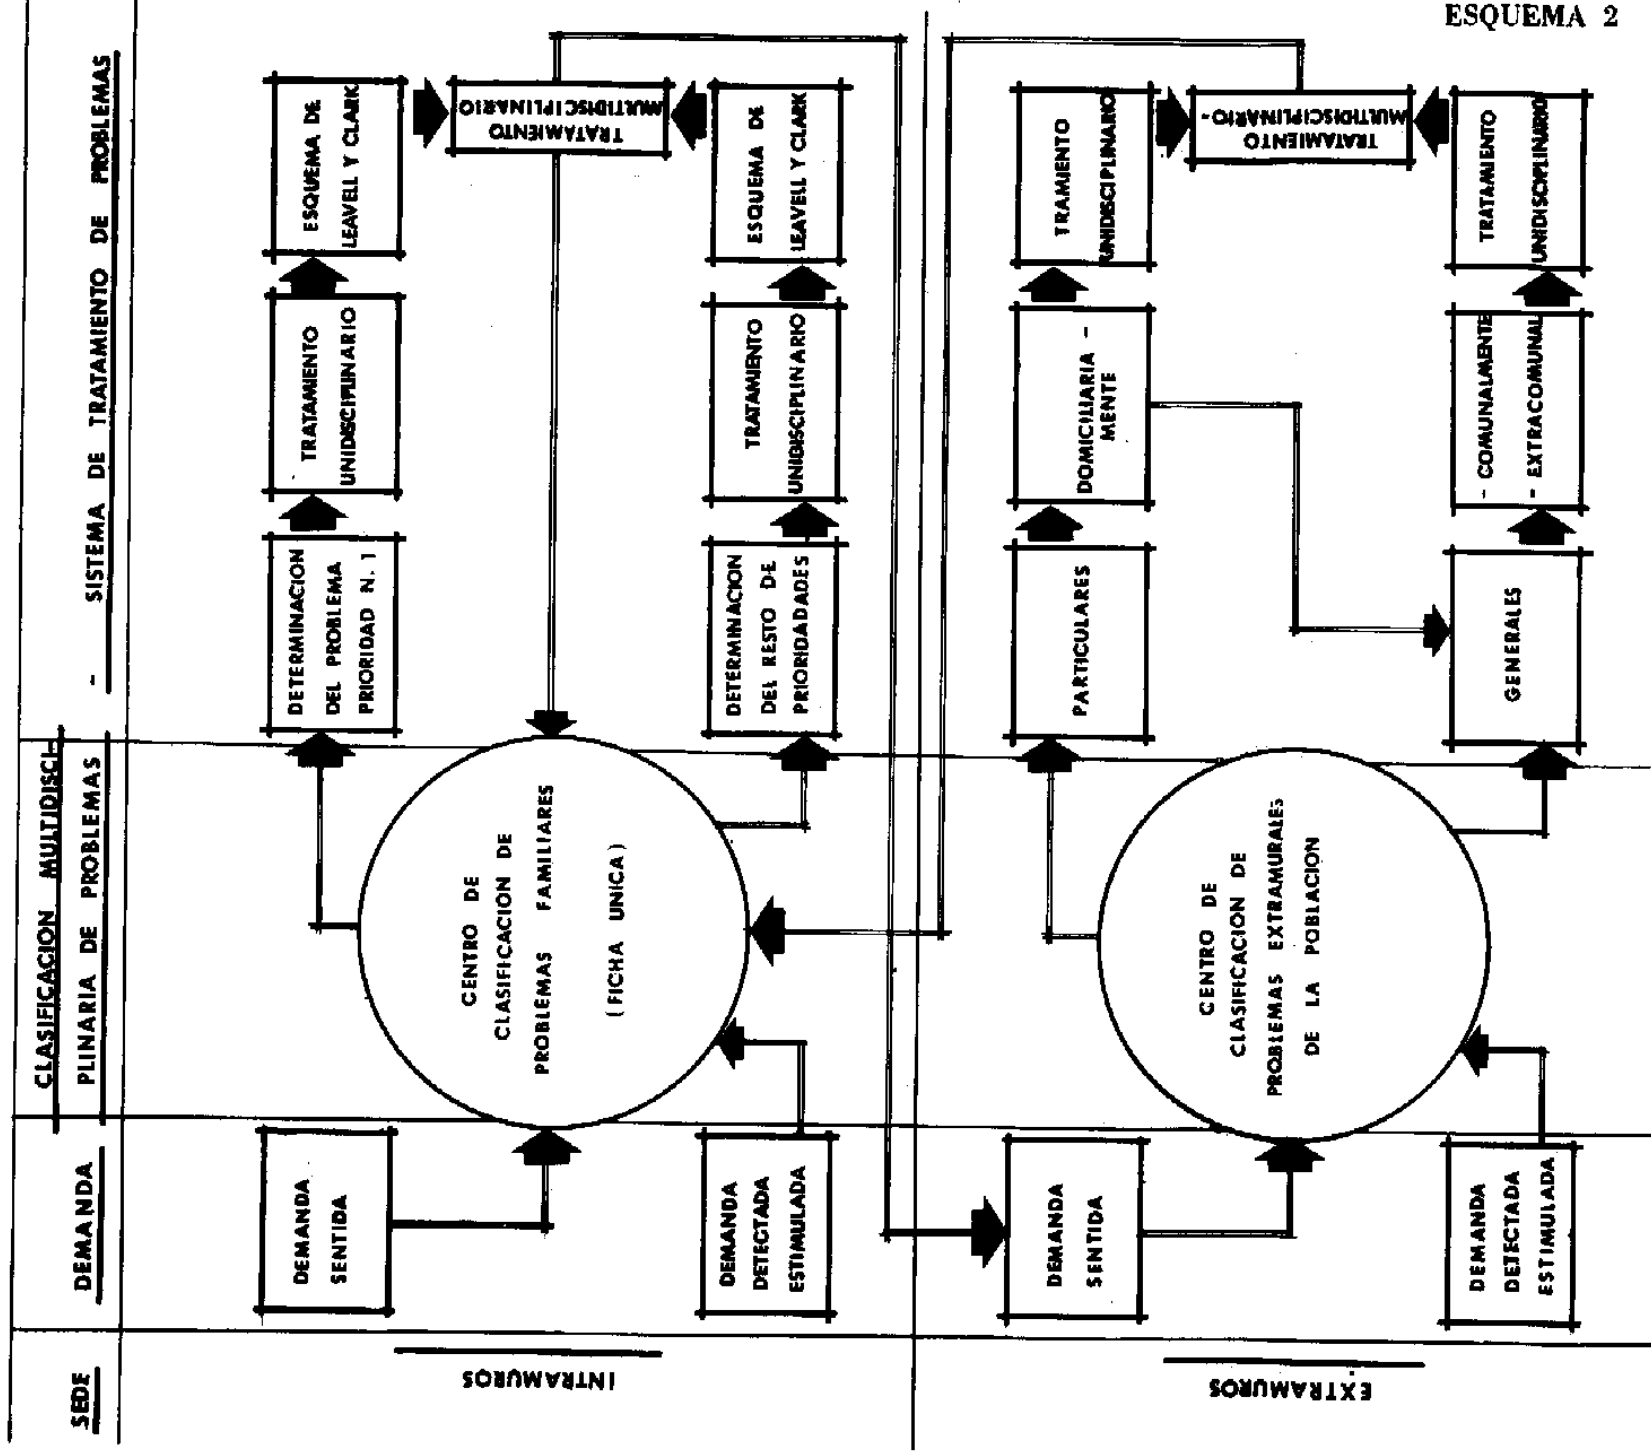 ESQUEMA 2
SEDE
DEMANDA
CLASIFICACION MULTIDISCI-
PLINARIA DE PROBLEMAS
- SISTEMA DE TRATAMIENTO DE PROBLEMAS
INTRAMUROS
DEMANDA
SENTIDA
DEMANDA
DETECTADA
ESTIMULADA
CENTRO DE
CLASIFICACION DE
PROBLEMAS FAMILIARES
(FICHA UNICA)
DETERMINACION
DEL PROBLEMA
PRIORIDAD N. 1
TRATAMIENTO
UNIDISCIPLINARIO
ESQUEMA DE
LEAVELL Y CLARK
TRATAMIENTO
MULTIDISCIPLINARIO
DETERMINACION
DEL RESTO DE
PRIORIDADES
TRATAMIENTO
UNIDISCIPLINARIO
ESQUEMA DE
LEAVELL Y CLARK
EXTRAMUROS
DEMANDA
SENTIDA
DEMANDA
DETECTADA
ESTIMULADA
CENTRO DE
CLASIFICACION DE
PROBLEMAS EXTRAMURALES
DE LA POBLACION
PARTICULARES
DOMICILIARIA -
MENTE
TRAMIENTO
UNIDISCIPLINARIO
TRATAMIENTO
MULTIDISCIPLINARIO-
GENERALES
- COMUNALMENTE
- EXTRACOMUNAL
TRATAMIENTO
UNIDISCIPLINARIO